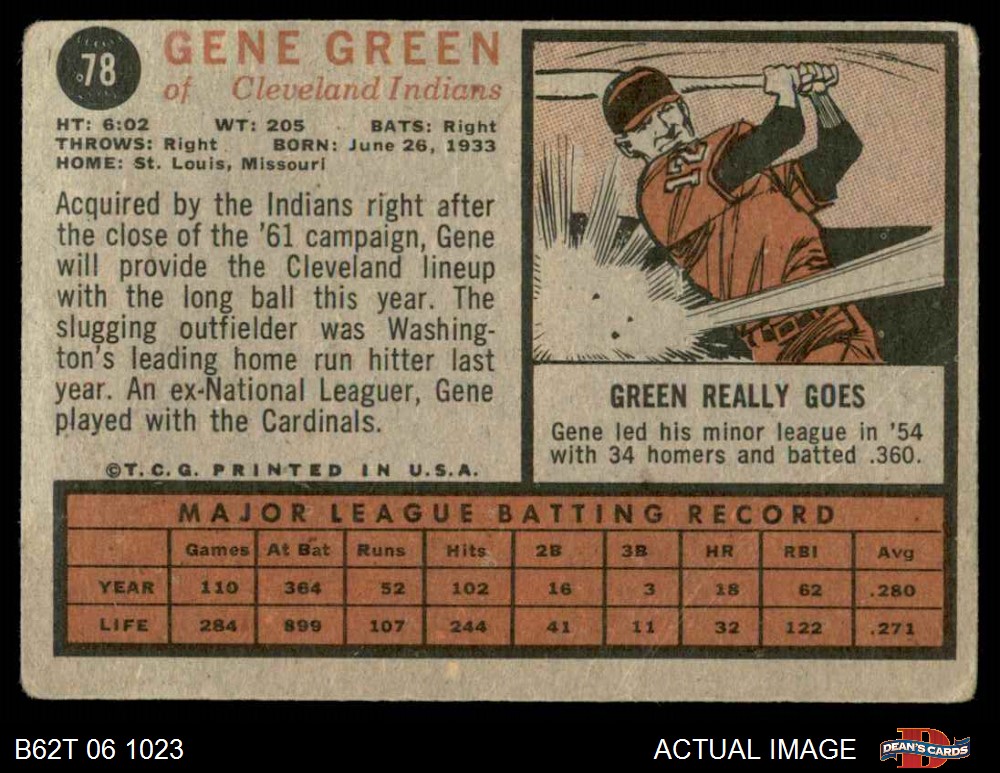 78
GENE GREEN
of Cleveland Indians
HT: 6:02 WT: 205 BATS: Right
THROWS: Right BORN: June 26, 1933
HOME: St. Louis, Missouri
Acquired by the Indians right after
the close of the '61 campaign, Gene
will provide the Cleveland lineup
with the long ball this year. The
slugging outfielder was Washing-
ton's leading home run hitter last
year. An ex-National Leaguer, Gene
played with the Cardinals.
©T.C.G. PRINTED IN U.S.A.
12
GREEN REALLY GOES
Gene led his minor league in '54
with 34 homers and batted .360.
MAJOR LEAGUE BATTING RECORD
Games At Bat Runs Hits 2B 3B HR RBI Avg
YEAR 110 364 52 102 16 3 18 62 .280
LIFE 284 899 107 244 41 11 32 122 .271
B62T 06 1023 ACTUAL IMAGE DEAN'S CARDS